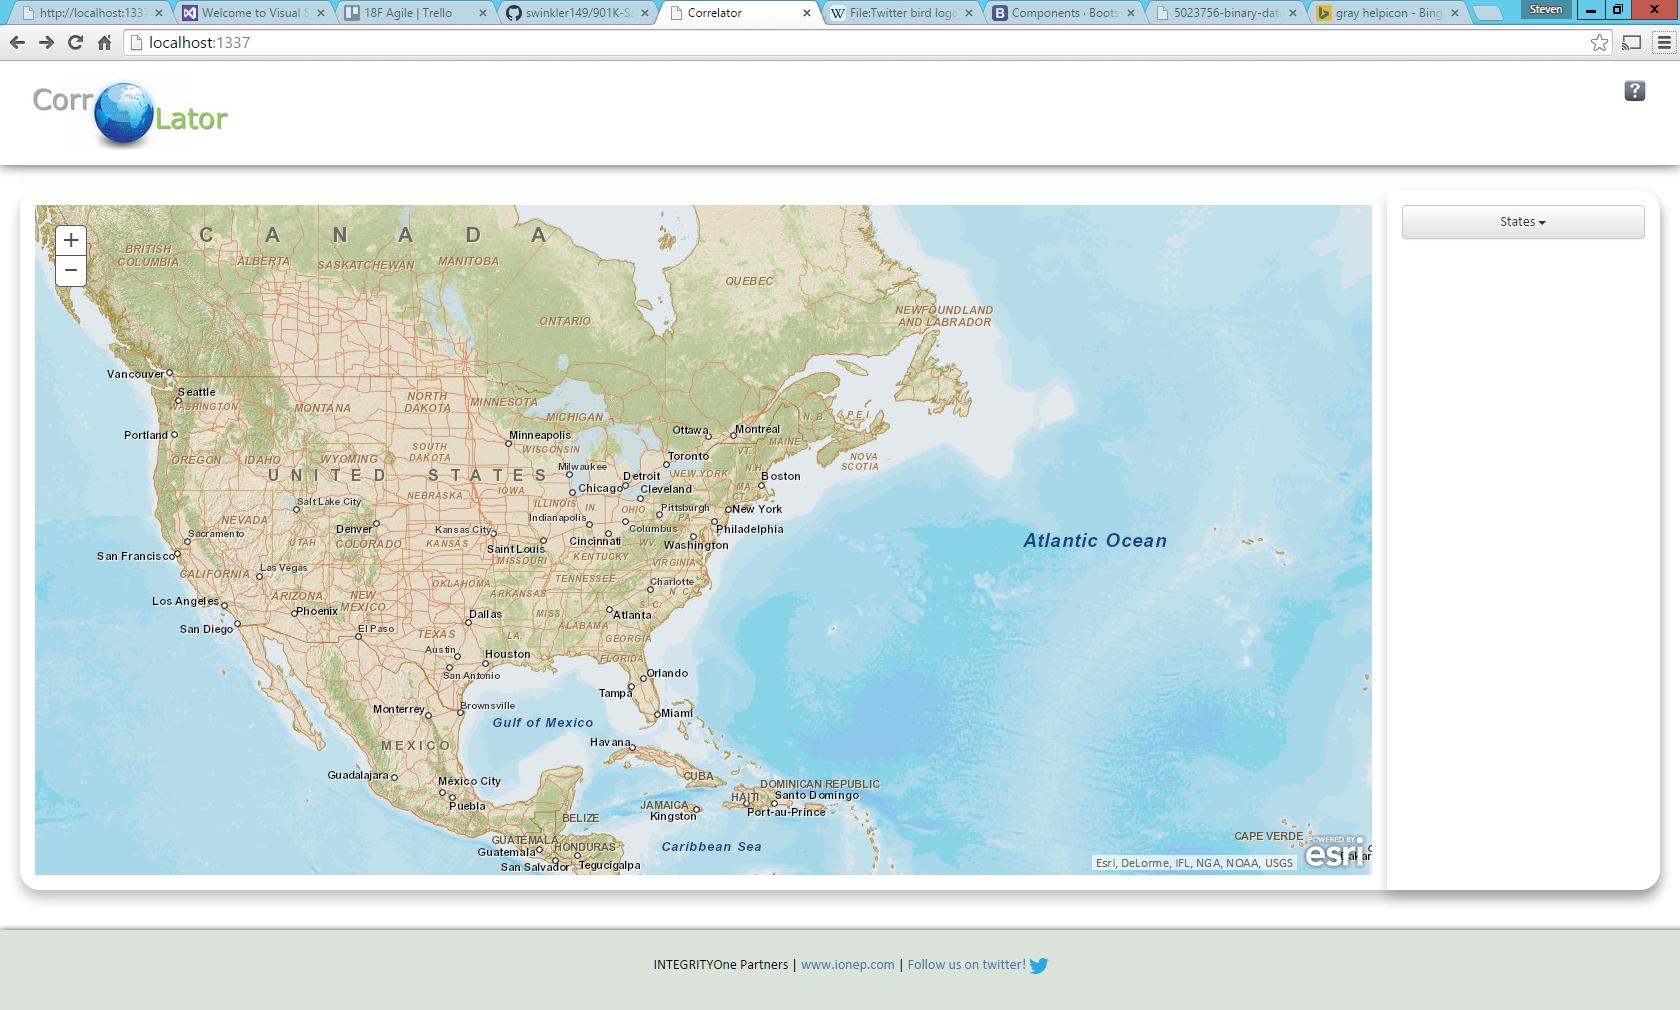 http://localhost:133
Welcome to Visual S
18F Agile | Trello
swinkler149/901K-S
Correlator
File:Twitter bird logo
Components · Boots
5023756-binary-dat
gray helpicon - Bing
Steven
localhost:1337
Corr Lator
?
States
+
−
CANADA
BRITISH COLUMBIA
ALBERTA
SASKATCHEWAN
MANITOBA
QUEBEC
ONTARIO
NEWFOUNDLAND AND LABRADOR
Vancouver
Seattle
WASHINGTON
MONTANA
NORTH DAKOTA
MINNESOTA
MICHIGAN
N.B.
P.E.I.
Portland
Minneapolis
Ottawa
Montréal
MAINE
OREGON
IDAHO
WYOMING
SOUTH DAKOTA
WISCONSIN
Toronto
VT.
NOVA SCOTIA
UNITED STATES
Milwaukee
Detroit
NEW YORK
N.H.
Boston
NEBRASKA
IOWA
Chicago
Cleveland
MA.
CT.
Salt Lake City
ILLINOIS
IN.
OHIO
Pittsburgh
PA.
New York
NEVADA
Denver
Kansas City
Indianapolis
Columbus
Philadelphia
Sacramento
UTAH
COLORADO
KANSAS
Saint Louis
Cincinnati
WV.
Washington
San Francisco
MISSOURI
KENTUCKY
VIRGINIA
Atlantic Ocean
CALIFORNIA
Las Vegas
OKLAHOMA
ARKANSAS
TENNESSEE
Charlotte
N. C.
Los Angeles
ARIZONA
NEW MEXICO
Phoenix
S. C.
San Diego
El Paso
Dallas
MISS.
ALABAMA
Atlanta
TEXAS
LA.
GEORGIA
Austin
Houston
FLORIDA
San Antonio
Orlando
Tampa
Monterrey
Brownsville
Miami
Gulf of Mexico
MEXICO
Havana
Guadalajara
México City
CUBA
DOMINICAN REPUBLIC
Puebla
HAITI
Santo Domingo
JAMAICA
Kingston
Port-au-Prince
BELIZE
GUATEMALA
HONDURAS
Guatemala
Caribbean Sea
San Salvador
Tegucigalpa
CAPE VERDE
POWERED BY
esri
Esri, DeLorme, IFL, NGA, NOAA, USGS
INTEGRITYOne Partners | www.ionep.com | Follow us on twitter!